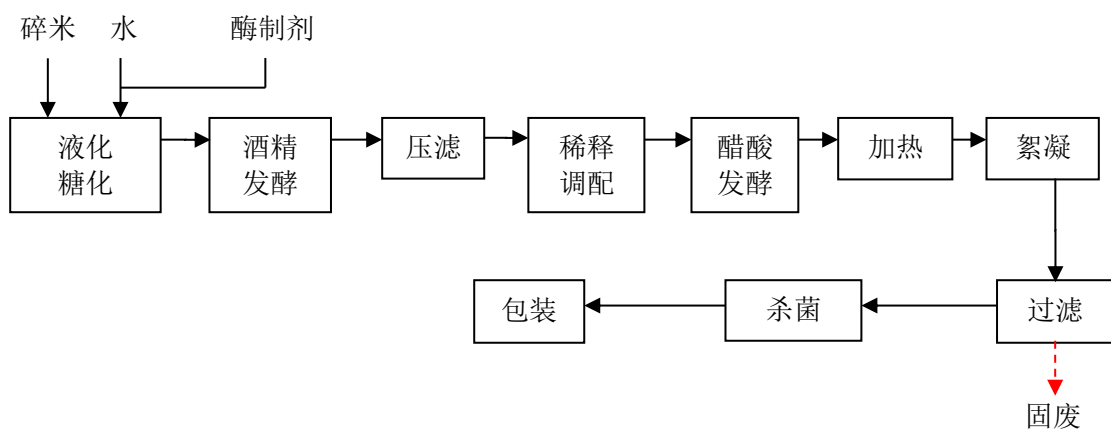 碎米 水 酶制剂
液化
糖化
酒精
发酵
压滤
稀释
调配
醋酸
发酵
加热
絮凝
包装
杀菌
过滤
固废